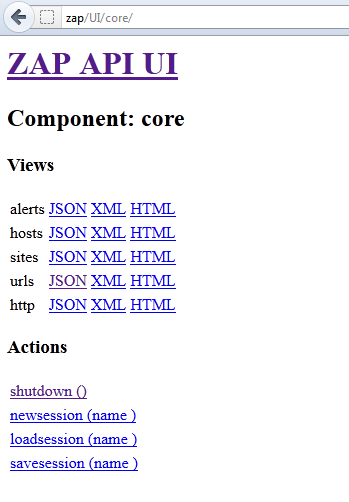 zap/UI/core/
ZAP API UI
Component: core
Views
alerts JSON XML HTML
hosts JSON XML HTML
sites JSON XML HTML
urls JSON XML HTML
http JSON XML HTML
Actions
shutdown ()
newsession (name )
loadsession (name )
savesession (name )